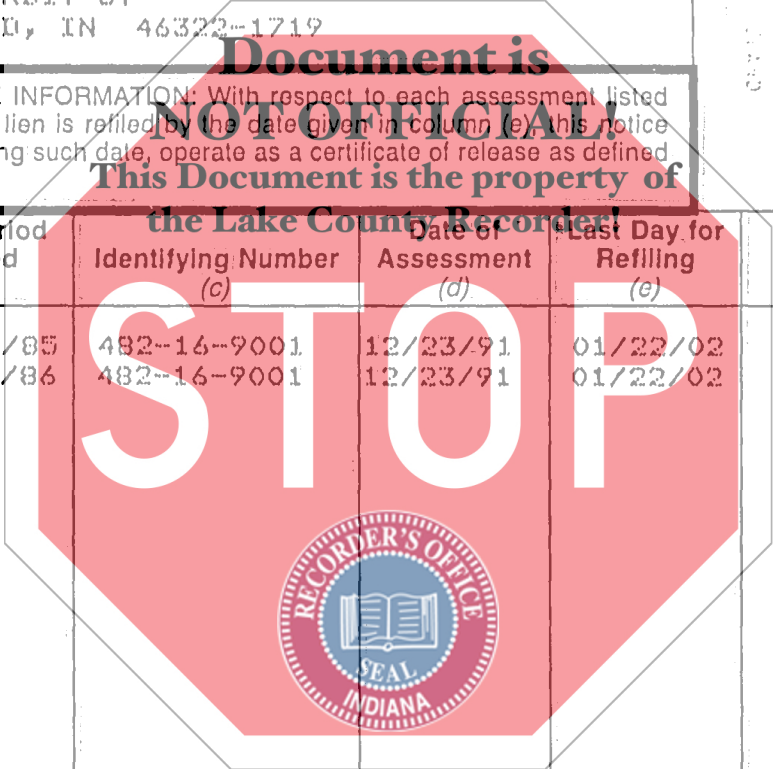 D, IN 46322-1719
Document is
INFORMATION: With respect to each assessment listed
NOT OFFICIAL!
lien is refiled by the date given in column (e), this notice
ng such date, operate as a certificate of release as defined
This Document is the property of
the Lake County Recorder!
riod
d
Identifying Number
(c)
Date of
Assessment
(d)
Last Day for
Refiling
(e)
/85 482-16-9001 12/23/91 01/22/02
/86 482-16-9001 12/23/91 01/22/02
STOP
RECORDER'S OFFICE
SEAL
INDIANA